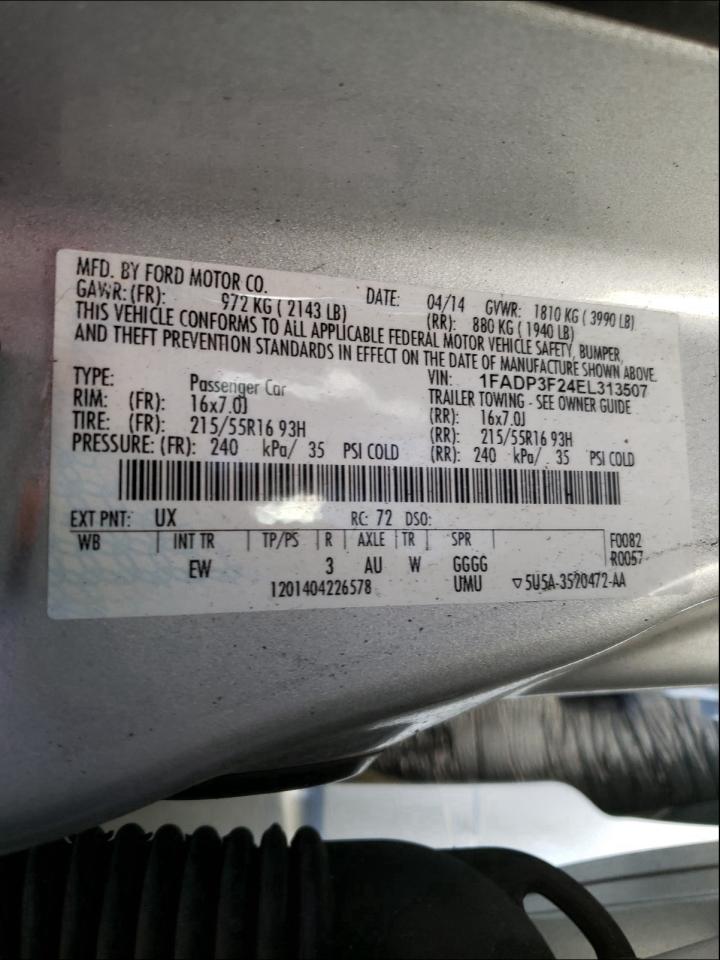 MFD. BY FORD MOTOR CO.
DATE: 04/14 GVWR: 1810 KG ( 3990 LB)
GAWR: (FR): 972 KG ( 2143 LB) (RR): 880 KG ( 1940 LB)
THIS VEHICLE CONFORMS TO ALL APPLICABLE FEDERAL MOTOR VEHICLE SAFETY, BUMPER,
AND THEFT PREVENTION STANDARDS IN EFFECT ON THE DATE OF MANUFACTURE SHOWN ABOVE.
VIN: 1FADP3F24EL313507
TYPE: Passenger Car TRAILER TOWING - SEE OWNER GUIDE
RIM: (FR): 16x7.0J (RR): 16x7.0J
TIRE: (FR): 215/55R16 93H (RR): 215/55R16 93H
PRESSURE: (FR): 240 kPa/ 35 PSI COLD (RR): 240 kPa/ 35 PSI COLD
EXT PNT: UX RC: 72 DSO:
WB | INT TR | TP/PS | R | AXLE | TR | SPR F0082
EW 3 AU W GGGG R0057
1201404226578 UMU ▽5U5A-3520472-AA